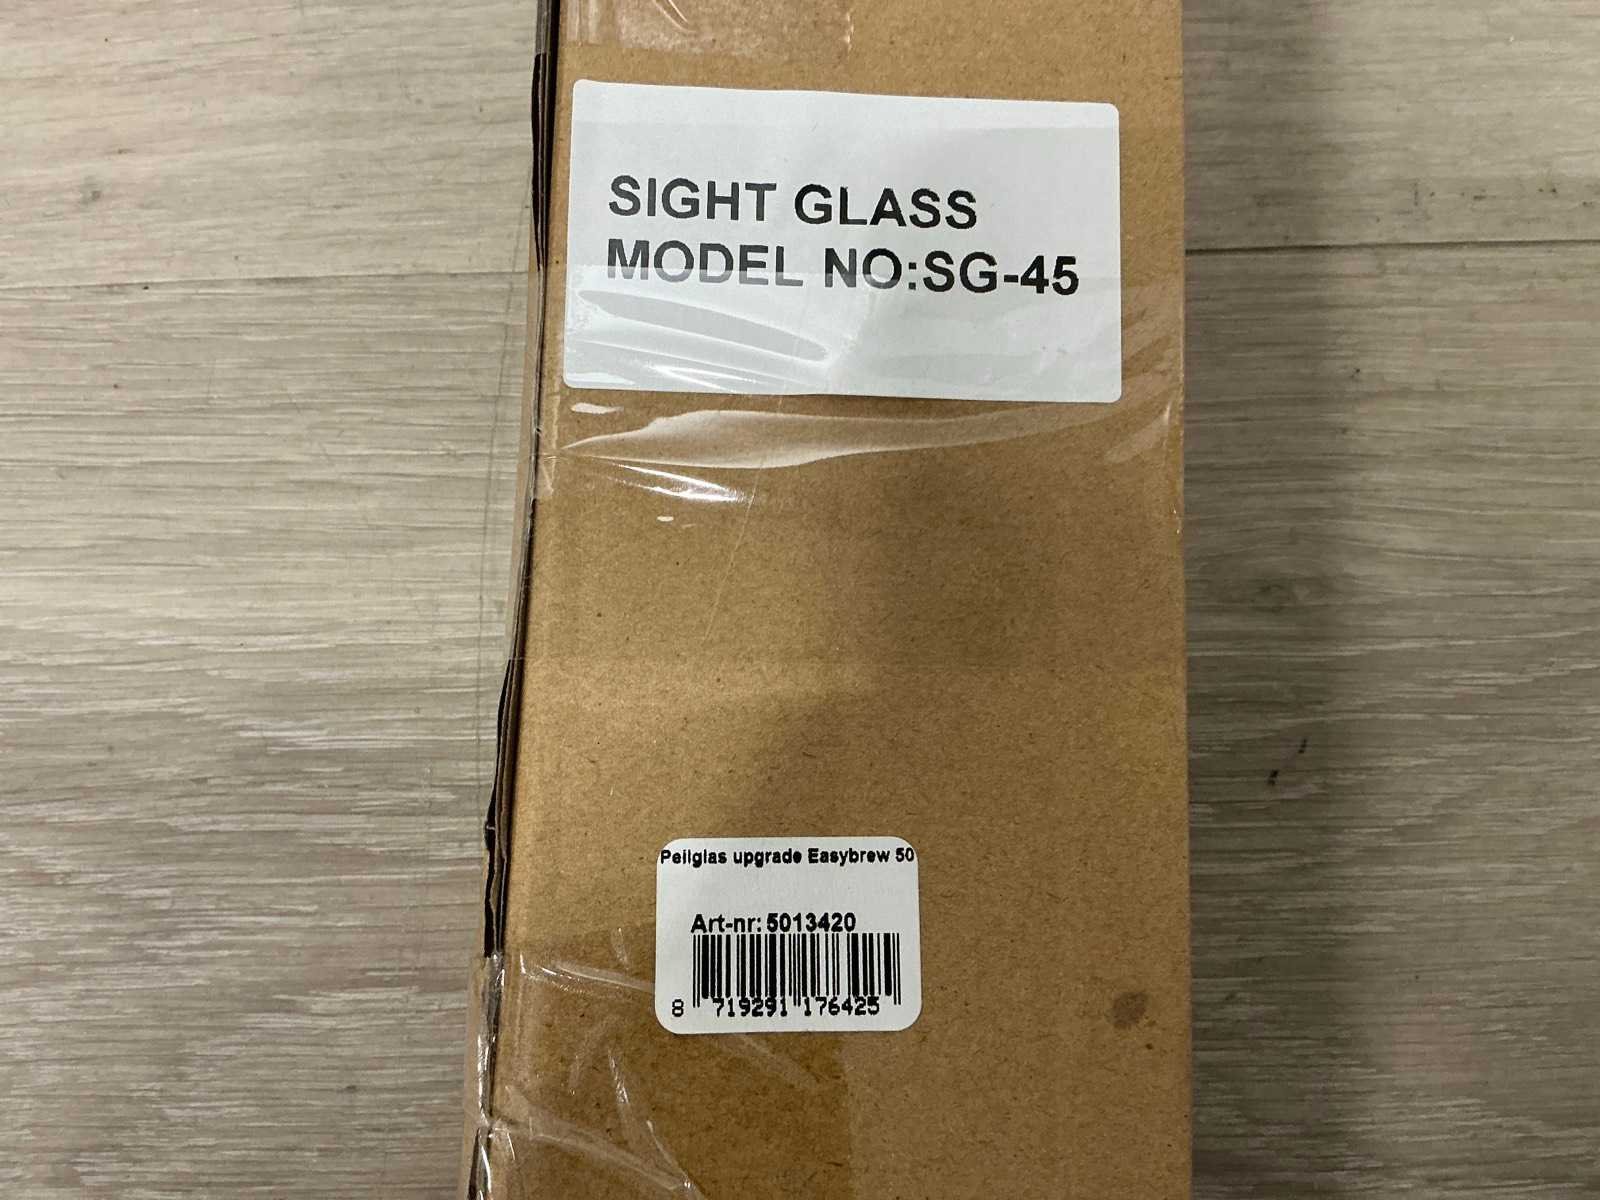 SIGHT GLASS
MODEL NO:SG-45
Peilglas upgrade Easybrew 50
Art-nr: 5013420
8 719291 176425